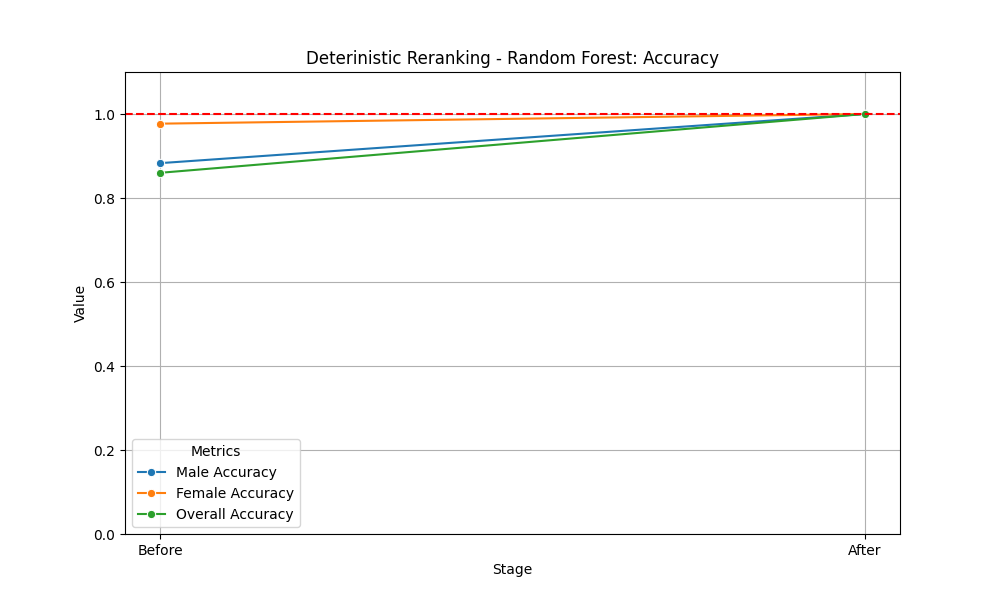 Deterinistic Reranking - Random Forest: Accuracy
1.0
0.8
0.6
0.4
0.2
0.0
Value
Metrics
Male Accuracy
Female Accuracy
Overall Accuracy
Before
After
Stage